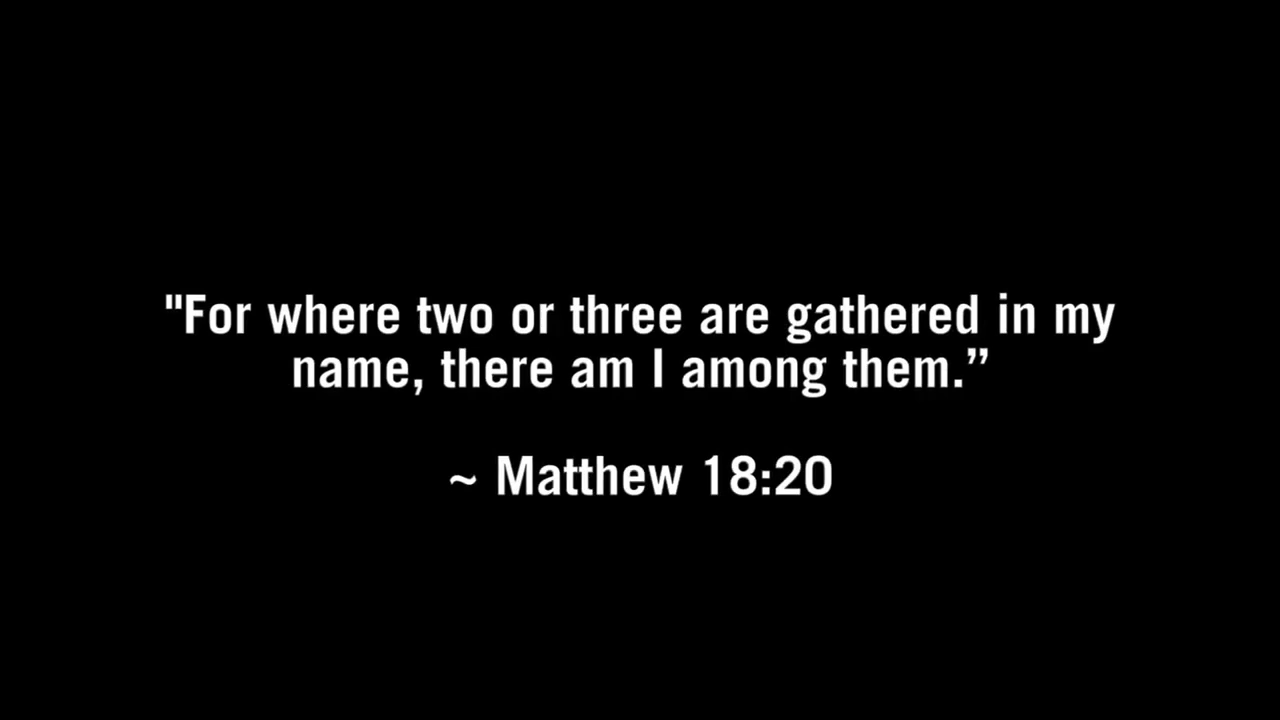 "For where two or three are gathered in my
name, there am I among them.”
~ Matthew 18:20